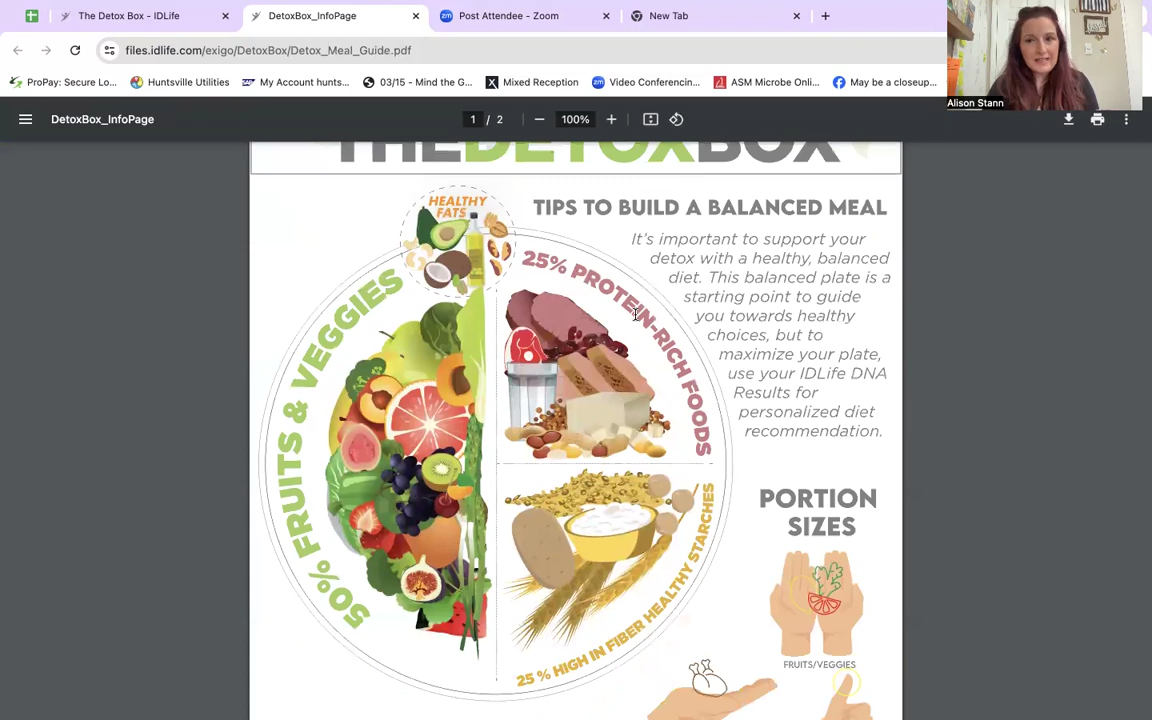 The Detox Box - IDLife
DetoxBox_InfoPage
Post Attendee - Zoom
New Tab
files.idlife.com/exigo/DetoxBox/Detox_Meal_Guide.pdf
ProPay: Secure Lo...
Huntsville Utilities
My Account hunts...
03/15 - Mind the G...
Mixed Reception
Video Conferencin...
ASM Microbe Onli...
May be a closeup...
Alison Stann
DetoxBox_InfoPage
1 / 2
100%
THEDETOXBOX
HEALTHY
FATS
TIPS TO BUILD A BALANCED MEAL
It's important to support your
detox with a healthy, balanced
diet. This balanced plate is a
starting point to guide
you towards healthy
choices, but to
maximize your plate,
use your IDLife DNA
Results for
personalized diet
recommendation.
50% FRUITS & VEGGIES
25% PROTEIN-RICH FOODS
25 % HIGH IN FIBER HEALTHY STARCHES
PORTION
SIZES
FRUITS/VEGGIES